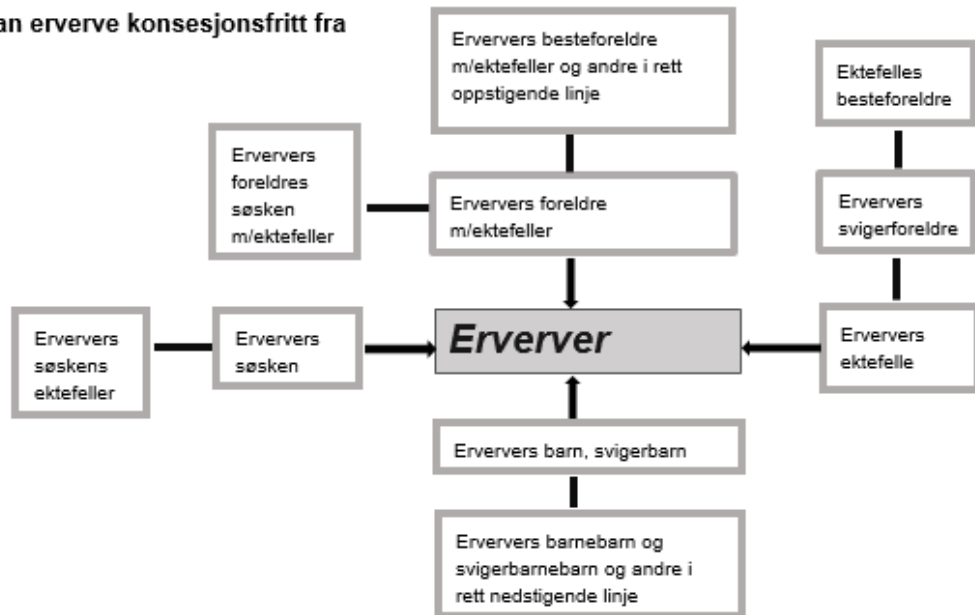 an erverve konsesjonsfritt fra
Erververs besteforeldre
m/ektefeller og andre i rett
oppstigende linje
Ektefelles
besteforeldre
Erververs
foreldres
søsken
m/ektefeller
Erververs foreldre
m/ektefeller
Erververs
svigerforeldre
Erververs
søskens
ektefeller
Erververs
søsken
Erverver
Erververs
ektefelle
Erververs barn, svigerbarn
Erververs barnebarn og
svigerbarnebarn og andre i
rett nedstigende linje